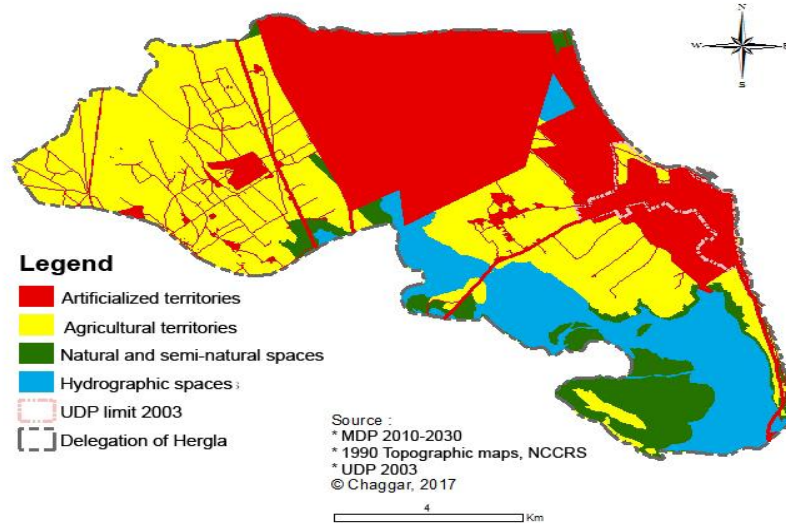 N
W
E
S
Legend
Artificialized territories
Agricultural territories
Natural and semi-natural spaces
Hydrographic spaces
UDP limit 2003
Delegation of Hergla
Source :
* MDP 2010-2030
* 1990 Topographic maps, NCCRS
* UDP 2003
© Chaggar, 2017
4
Km